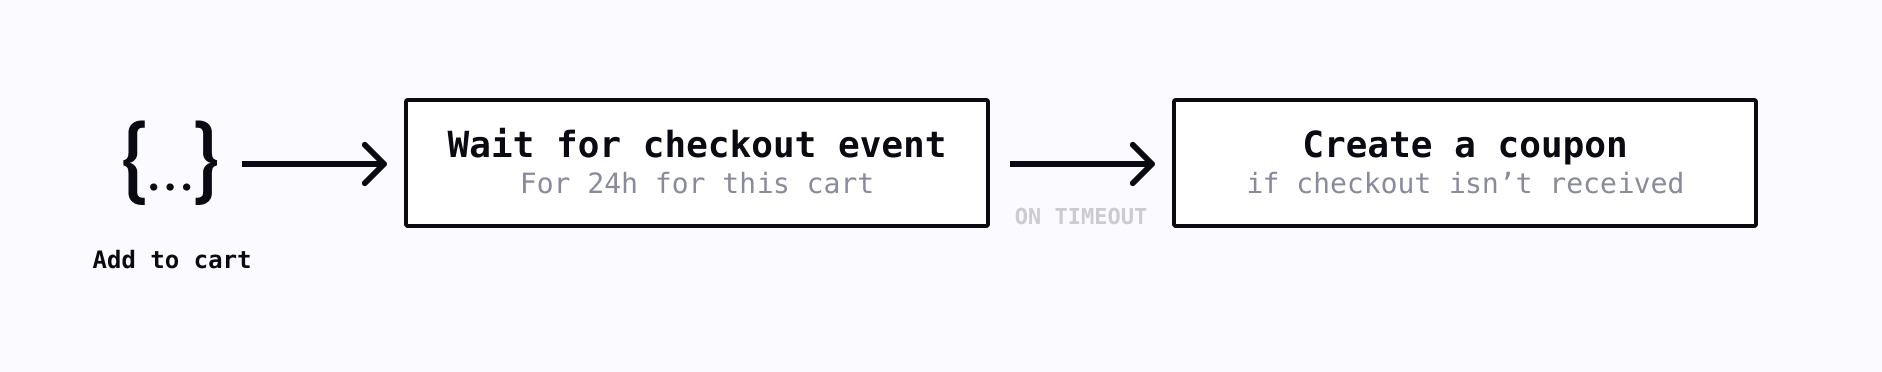 {...}
Add to cart
Wait for checkout event
For 24h for this cart
ON TIMEOUT
Create a coupon
if checkout isn’t received